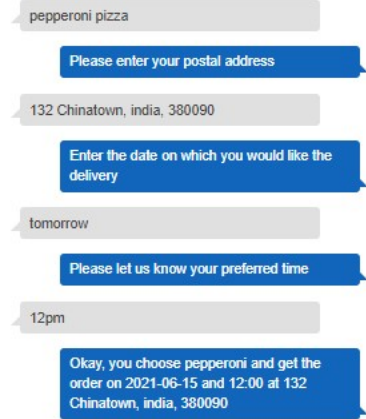 pepperoni pizza
Please enter your postal address
132 Chinatown, india, 380090
Enter the date on which you would like the
delivery
tomorrow
Please let us know your preferred time
12pm
Okay, you choose pepperoni and get the
order on 2021-06-15 and 12:00 at 132
Chinatown, india, 380090